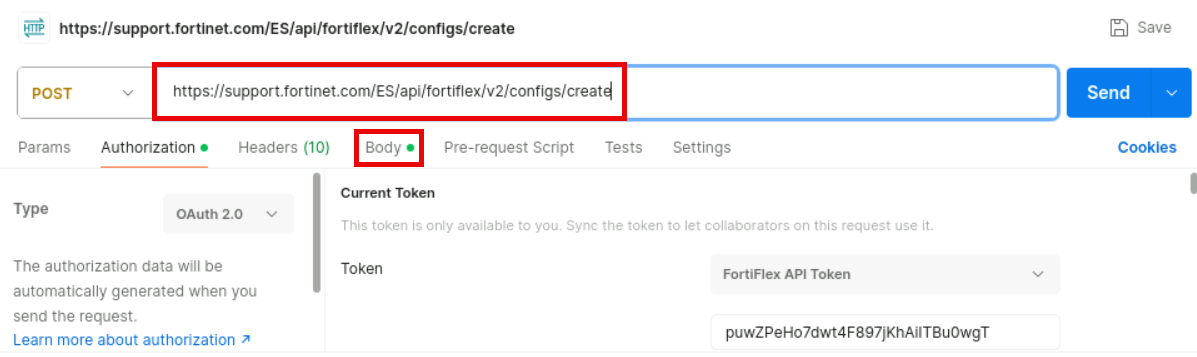 HTTP
https://support.fortinet.com/ES/api/fortiflex/v2/configs/create
Save
POST
https://support.fortinet.com/ES/api/fortiflex/v2/configs/create
Send
Params
Authorization
Headers (10)
Body
Pre-request Script
Tests
Settings
Cookies
Type
OAuth 2.0
The authorization data will be
automatically generated when you
send the request.
Learn more about authorization ↗
Current Token
This token is only available to you. Sync the token to let collaborators on this request use it.
Token
FortiFlex API Token
puwZPeHo7dwt4F897jKhAiITBu0wgT